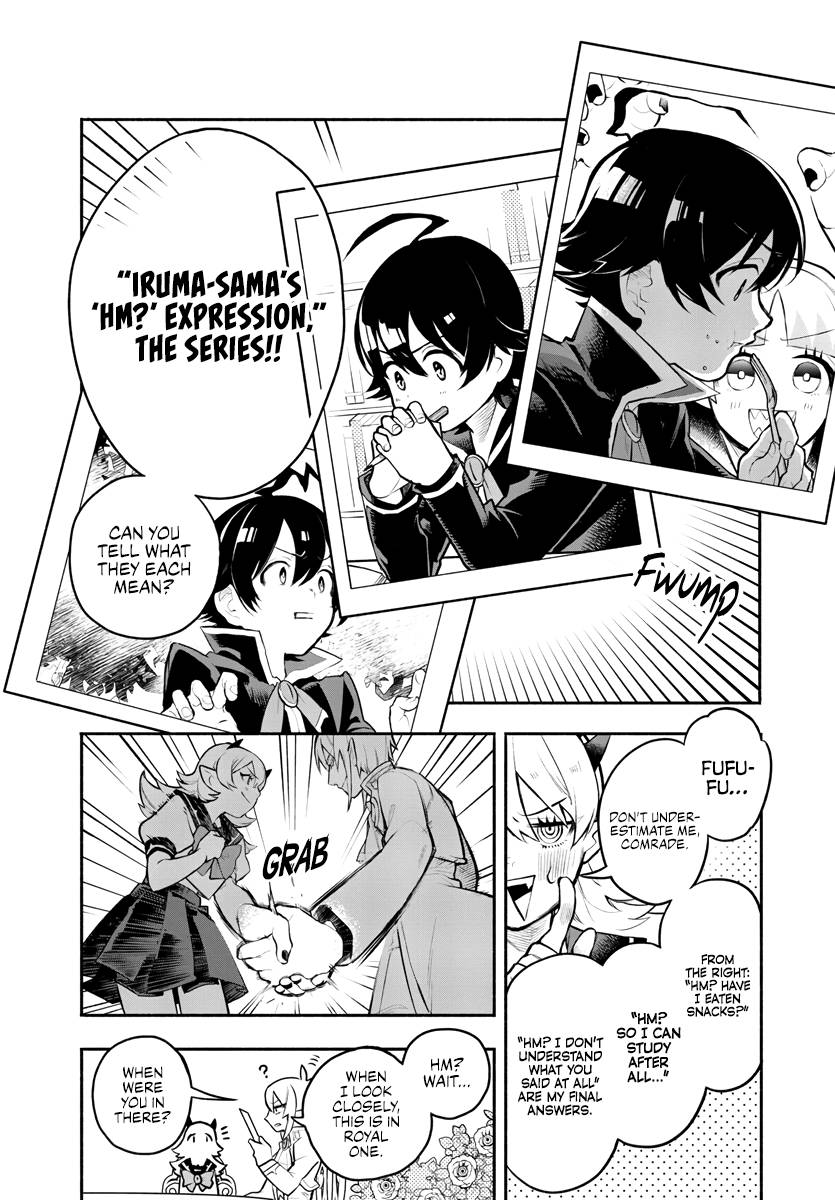 "IRUMA-SAMA'S
'HM?' EXPRESSION,"
THE SERIES!!
CAN YOU
TELL WHAT
THEY EACH
MEAN?
FWUMP
FUFU-
FU...
DON'T UNDER-
ESTIMATE ME,
COMRADE.
FROM
THE RIGHT:
"HM? HAVE
I EATEN
SNACKS?"
"HM?
SO I CAN
STUDY
AFTER
ALL..."
"HM? I DON'T
UNDERSTAND
WHAT YOU
SAID AT ALL"
ARE MY FINAL
ANSWERS.
GRAB
HM?
WAIT...
WHEN
I LOOK
CLOSELY,
THIS IS
IN ROYAL
ONE.
?
WHEN
WERE
YOU IN
THERE?